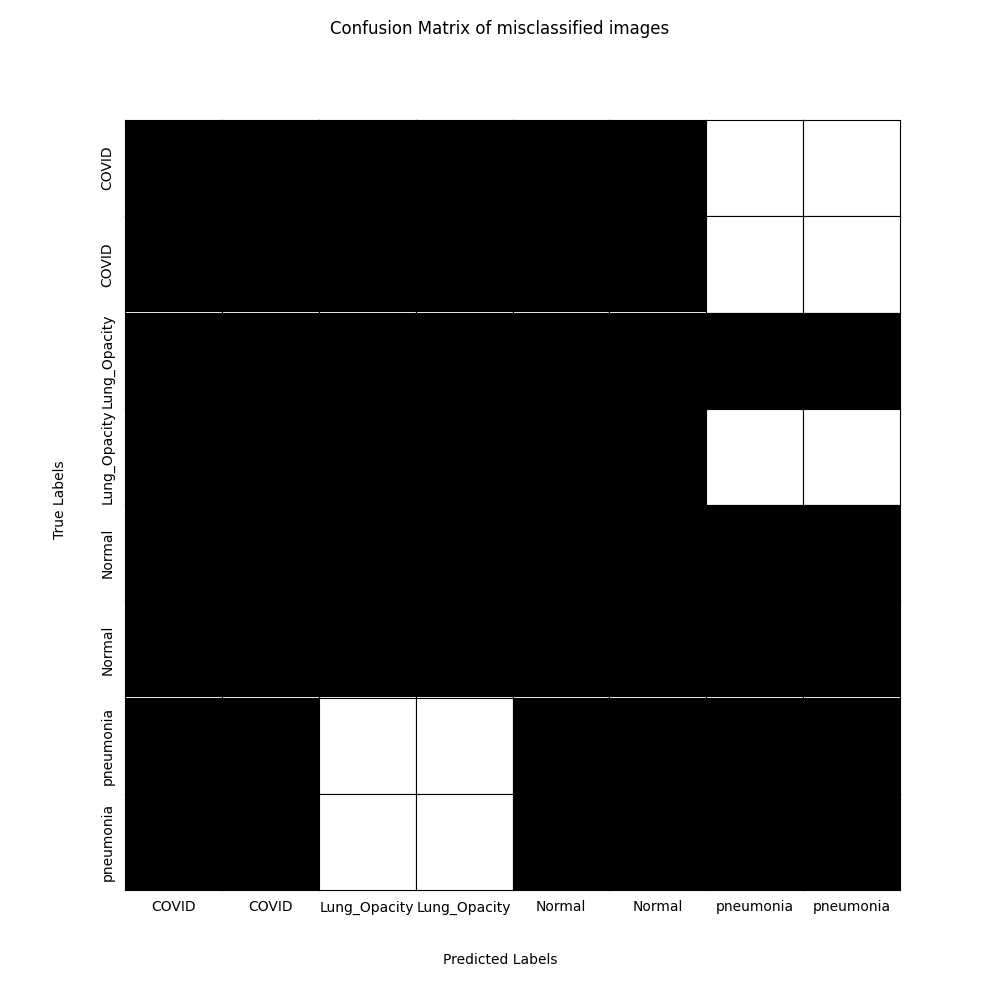 Confusion Matrix of misclassified images
True Labels
COVID
COVID
Lung_Opacity
Lung_Opacity
Normal
Normal
pneumonia
pneumonia
COVID COVID Lung_Opacity Lung_Opacity Normal Normal pneumonia pneumonia
Predicted Labels